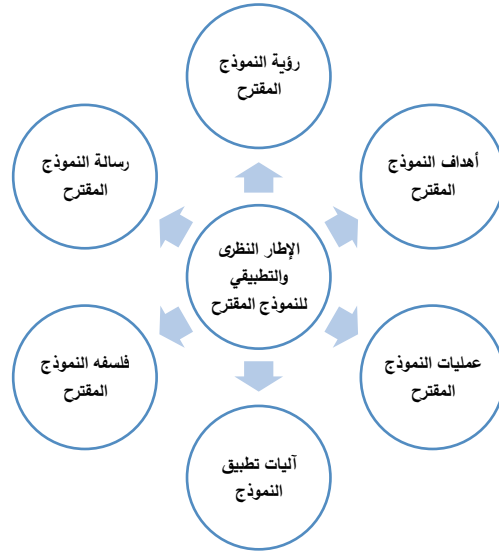 رؤية النموذج
المقترح
أهداف النموذج
المقترح
رسالة النموذج
المقترح
الإطار النظرى
والتطبيقي
للنموذج المقترح
عمليات النموذج
المقترح
فلسفه النموذج
المقترح
آليات تطبيق
النموذج